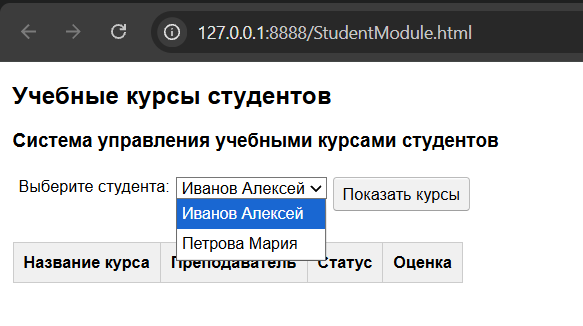 127.0.0.1:8888/StudentModule.html
Учебные курсы студентов
Система управления учебными курсами студентов
Выберите студента: Иванов Алексей Показать курсы
Иванов Алексей
Петрова Мария
Название курса Преподаватель Статус Оценка